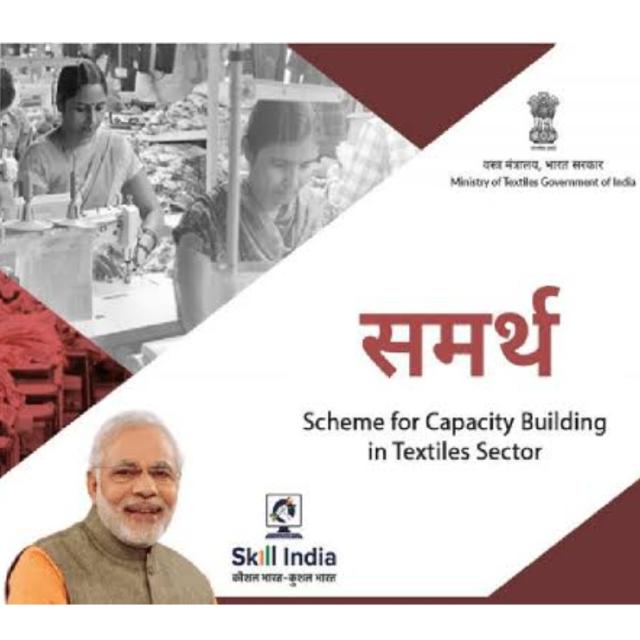 वस्त्र मंत्रालय, भारत सरकार
Ministry of Textiles Government of India
समर्थ
Scheme for Capacity Building
in Textiles Sector
Skill India
कौशल भारत-कुशल भारत